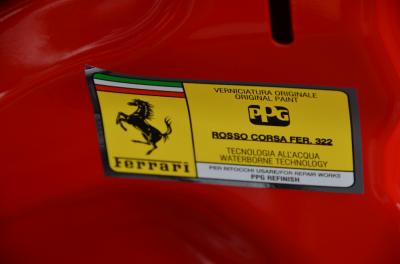 VERNICIATURA ORIGINALE
ORIGINAL PAINT
PPG
ROSSO CORSA FER. 322
TECNOLOGIA ALL'ACQUA
WATERBORNE TECHNOLOGY
Ferrari
PER RITOCCHI USARE/FOR REPAIR WORKS
PPG REFINISH